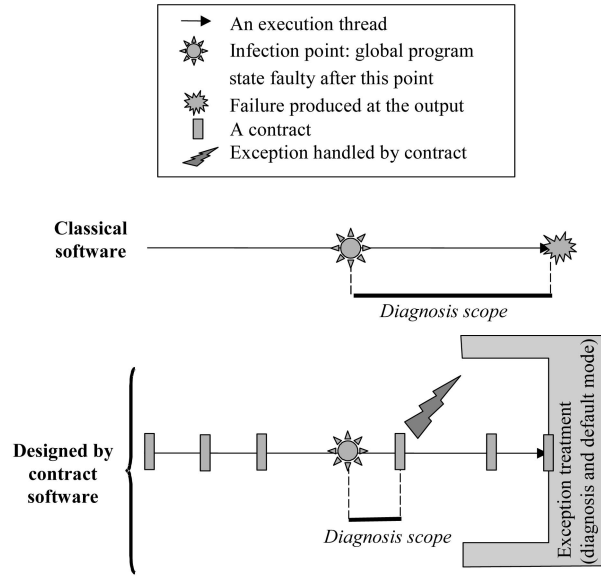 An execution thread
Infection point: global program
state faulty after this point
Failure produced at the output
A contract
Exception handled by contract
Classical
software
Diagnosis scope
Designed by
contract
software
Diagnosis scope
Exception treatment
(diagnosis and default mode)